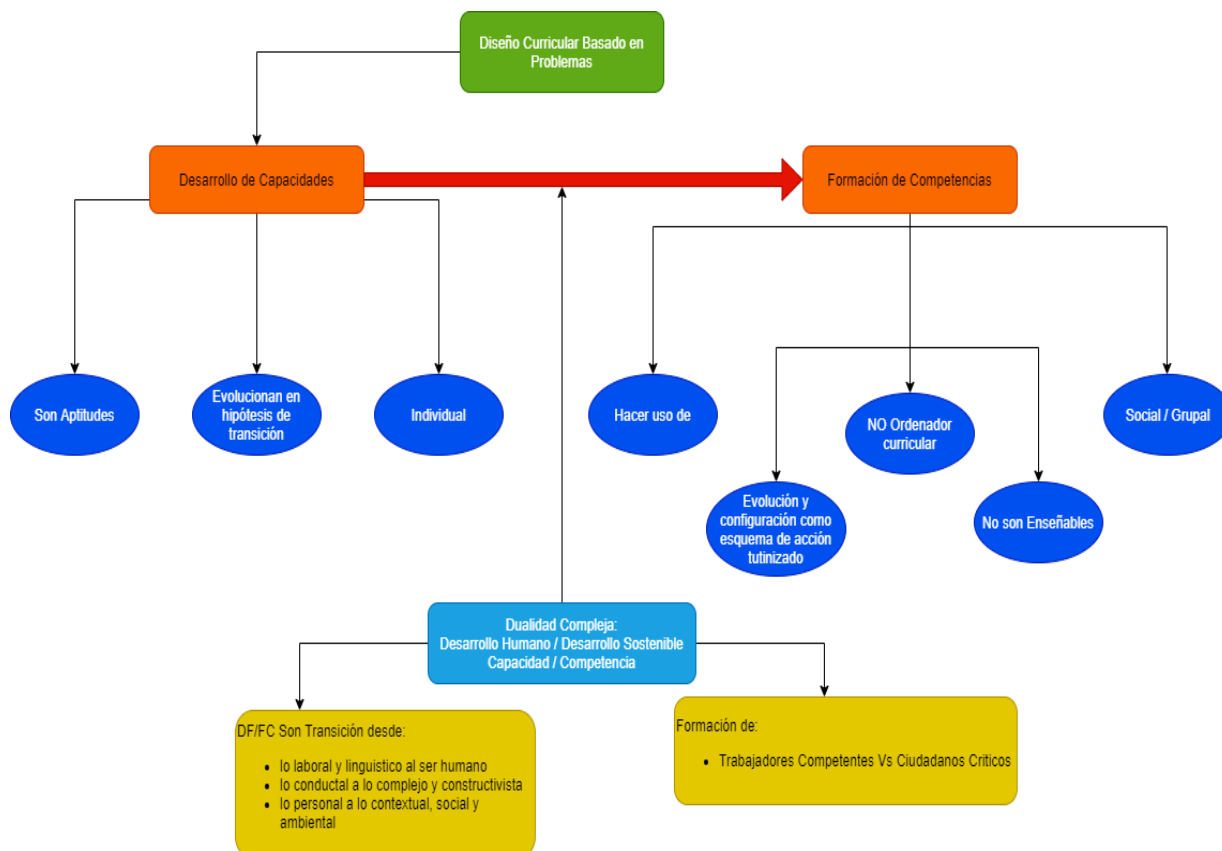 Diseño Curricular Basado en
Problemas
Desarrollo de Capacidades
Formación de Competencias
Son Aptitudes
Evolucionan en
hipótesis de
transición
Individual
Hacer uso de
NO Ordenador
curricular
Social / Grupal
Evolución y
configuración como
esquema de acción
tutinizado
No son Enseñables
Dualidad Compleja:
Desarrollo Humano / Desarrollo Sostenible
Capacidad / Competencia
DF/FC Son Transición desde:
• lo laboral y linguistico al ser humano
• lo conductal a lo complejo y constructivista
• lo personal a lo contextual, social y
ambiental
Formación de:
• Trabajadores Competentes Vs Ciudadanos Criticos